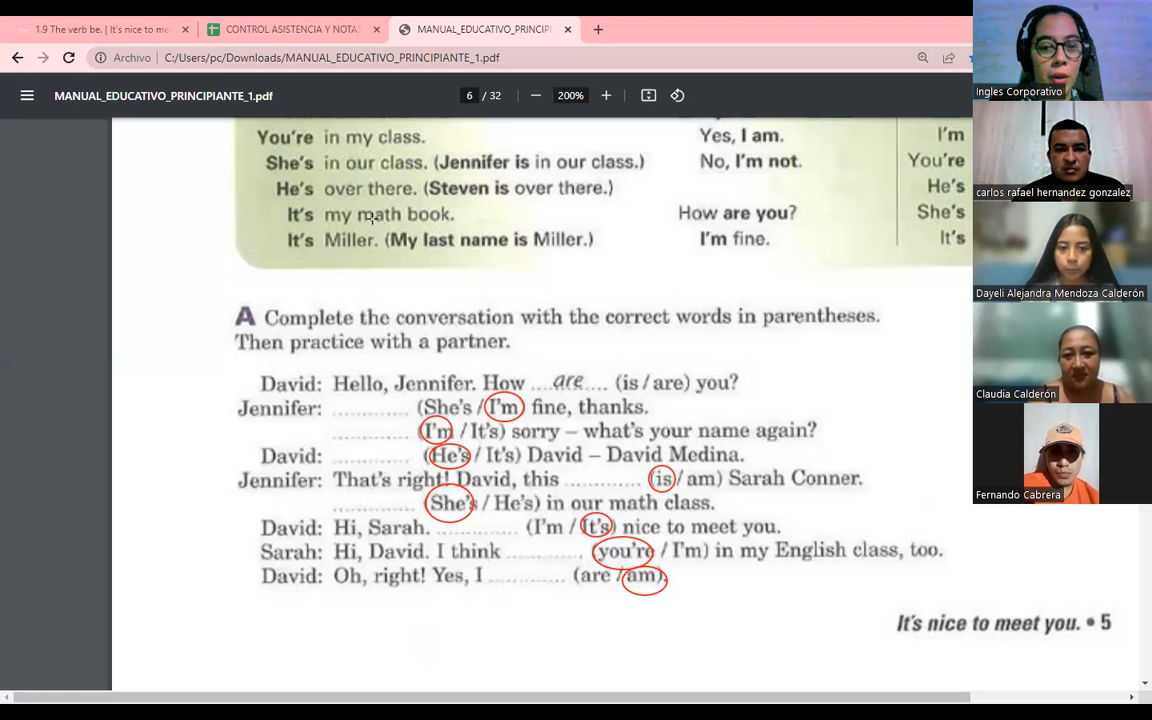 1.9 The verb be. | It's nice to me
CONTROL ASISTENCIA Y NOTAS
MANUAL_EDUCATIVO_PRINCIPI
Archivo C:/Users/pc/Downloads/MANUAL_EDUCATIVO_PRINCIPIANTE_1.pdf
MANUAL_EDUCATIVO_PRINCIPIANTE_1.pdf
6 / 32
200%
You're in my class.
She's in our class. (Jennifer is in our class.)
He's over there. (Steven is over there.)
It's my math book.
It's Miller. (My last name is Miller.)
Yes, I am.
No, I'm not.
How are you?
I'm fine.
I'm
You're
He's
She's
It's
A Complete the conversation with the correct words in parentheses.
Then practice with a partner.
David: Hello, Jennifer. How ....are.... (is / are) you?
Jennifer: ............ (She's / I'm fine, thanks.
............ (I'm / It's) sorry – what's your name again?
David: ............ (He's / It's) David – David Medina.
Jennifer: That's right! David, this ............ (is / am) Sarah Conner.
............ (She's / He's) in our math class.
David: Hi, Sarah. ............ (I'm / It's) nice to meet you.
Sarah: Hi, David. I think ............ (you're / I'm) in my English class, too.
David: Oh, right! Yes, I ............ (are / am).
It's nice to meet you. • 5
Ingles Corporativo
carlos rafael hernandez gonzalez
Dayeli Alejandra Mendoza Calderón
Claudia Calderón
Fernando Cabrera